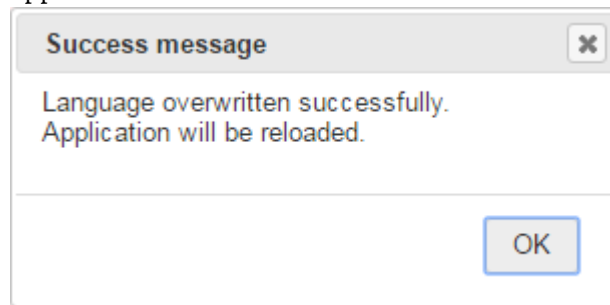 Success message
Language overwritten successfully.
Application will be reloaded.
OK